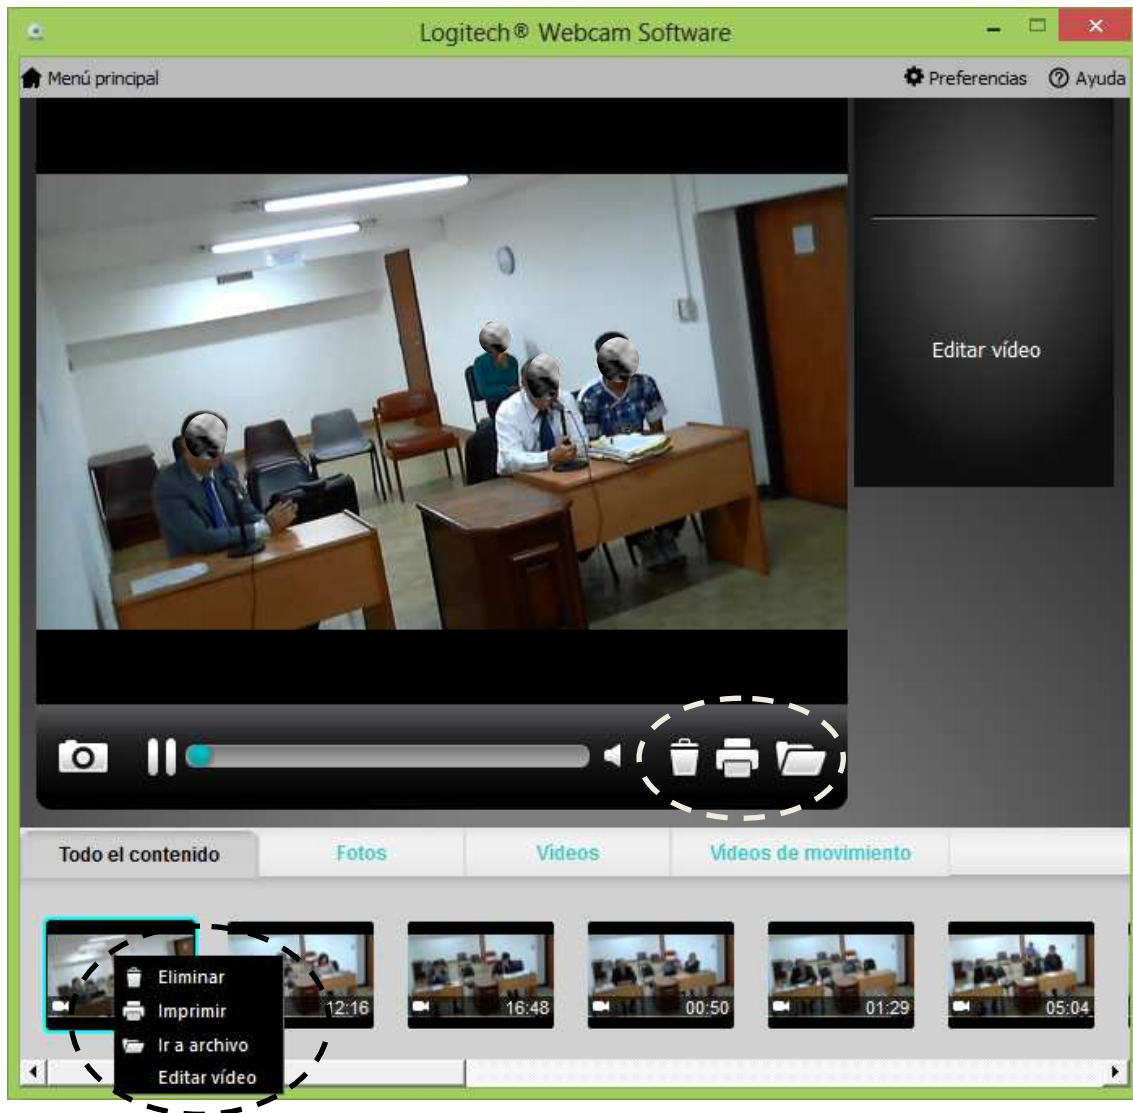 Logitech® Webcam Software
Menú principal
Preferencias
Ayuda
Editar vídeo
Todo el contenido
Fotos
Vídeos
Vídeos de movimiento
12:16
16:48
00:50
01:29
05:04
Eliminar
Imprimir
Ir a archivo
Editar vídeo